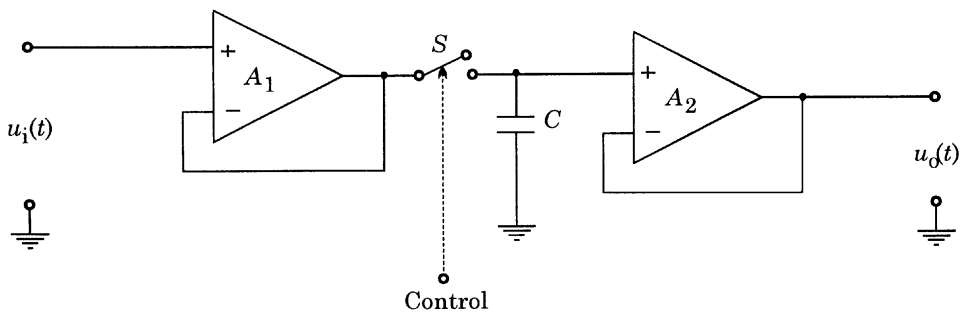 S
+
A₁
−
+
A₂
−
C
uᵢ(t)
uₒ(t)
Control